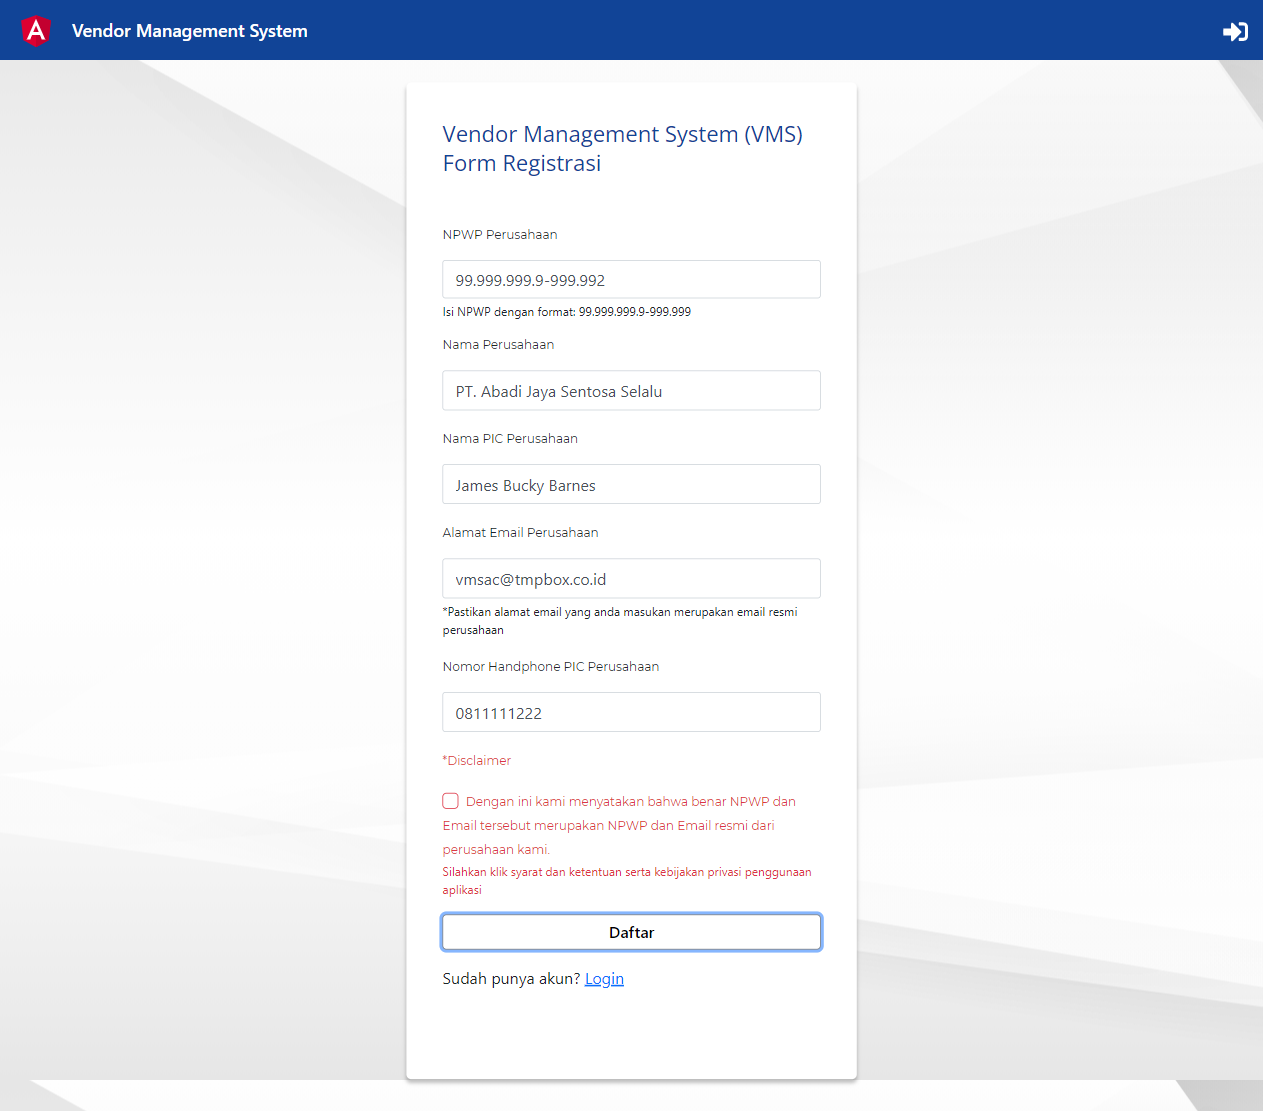 A
Vendor Management System
Vendor Management System (VMS)
Form Registrasi
NPWP Perusahaan
99.999.999.9-999.992
Isi NPWP dengan format: 99.999.999.9-999.999
Nama Perusahaan
PT. Abadi Jaya Sentosa Selalu
Nama PIC Perusahaan
James Bucky Barnes
Alamat Email Perusahaan
vmsac@tmpbox.co.id
*Pastikan alamat email yang anda masukan merupakan email resmi
perusahaan
Nomor Handphone PIC Perusahaan
0811111222
*Disclaimer
Dengan ini kami menyatakan bahwa benar NPWP dan
Email tersebut merupakan NPWP dan Email resmi dari
perusahaan kami.
Silahkan klik syarat dan ketentuan serta kebijakan privasi penggunaan
aplikasi
Daftar
Sudah punya akun? Login